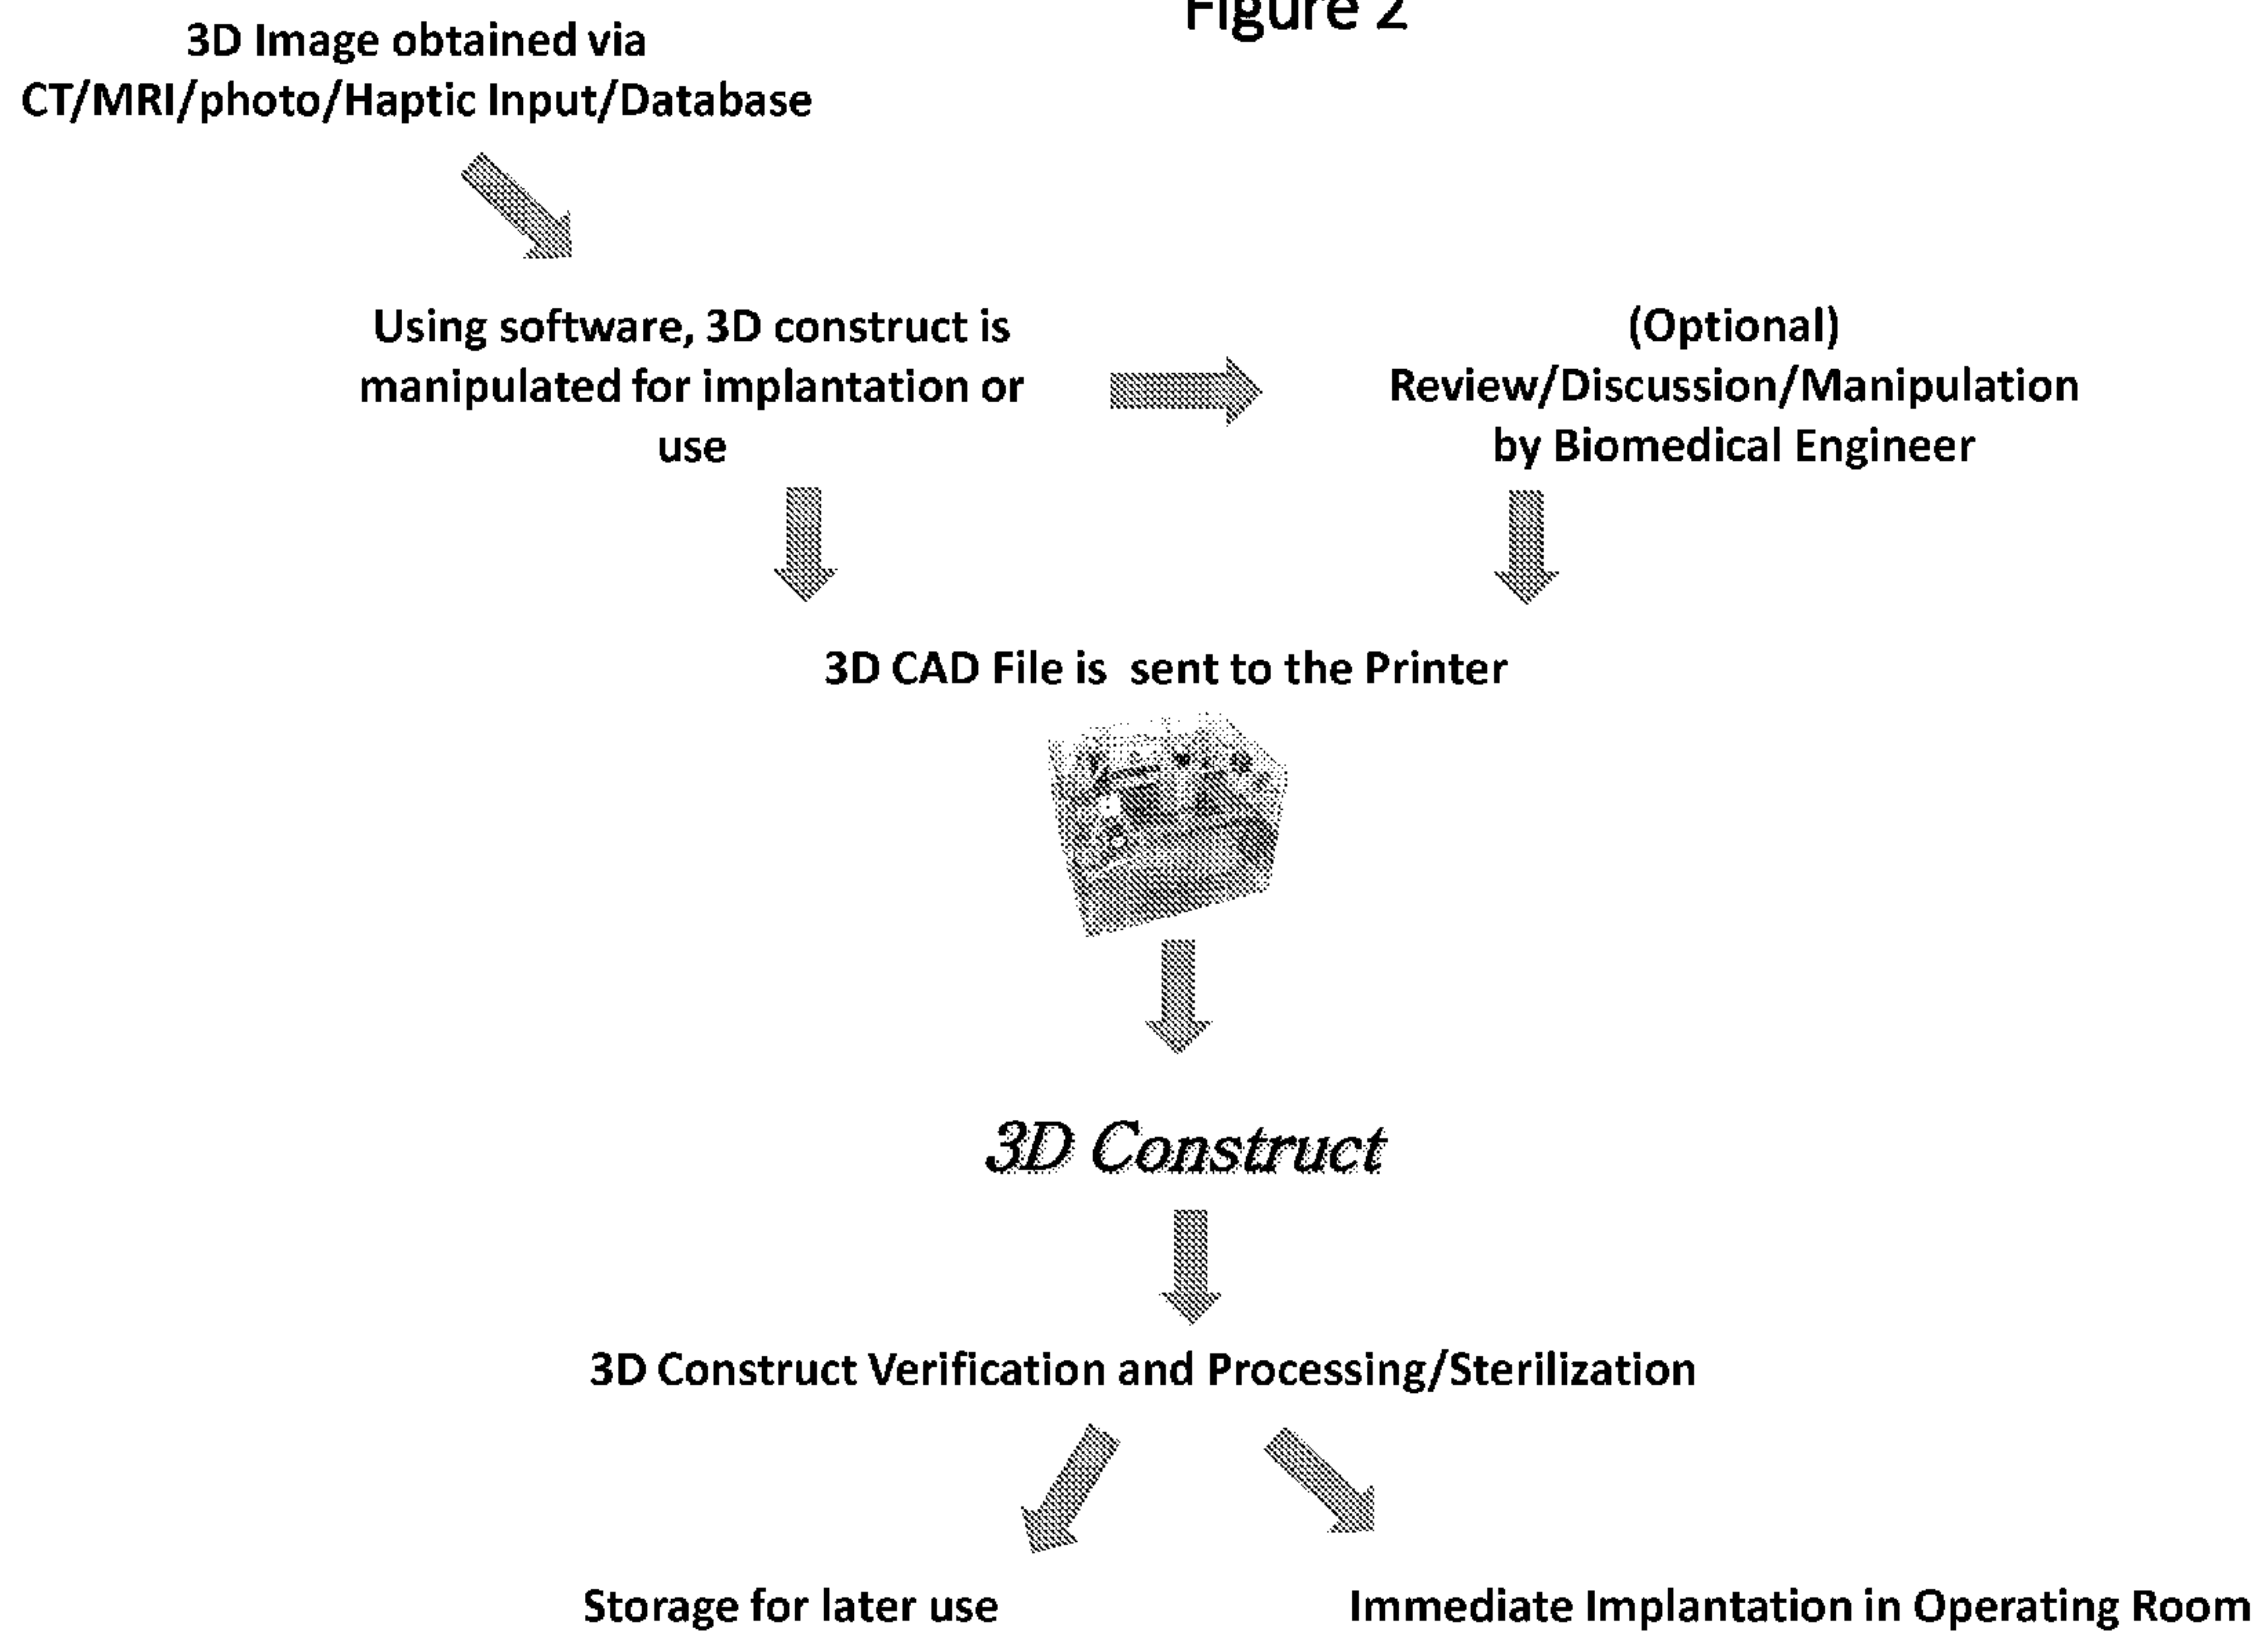 Figure 2
3D Image obtained via
CT/MRI/photo/Haptic Input/Database
Using software, 3D construct is
manipulated for implantation or
use
(Optional)
Review/Discussion/Manipulation
by Biomedical Engineer
3D CAD File is sent to the Printer
3D Construct
3D Construct Verification and Processing/Sterilization
Storage for later use
Immediate Implantation in Operating Room